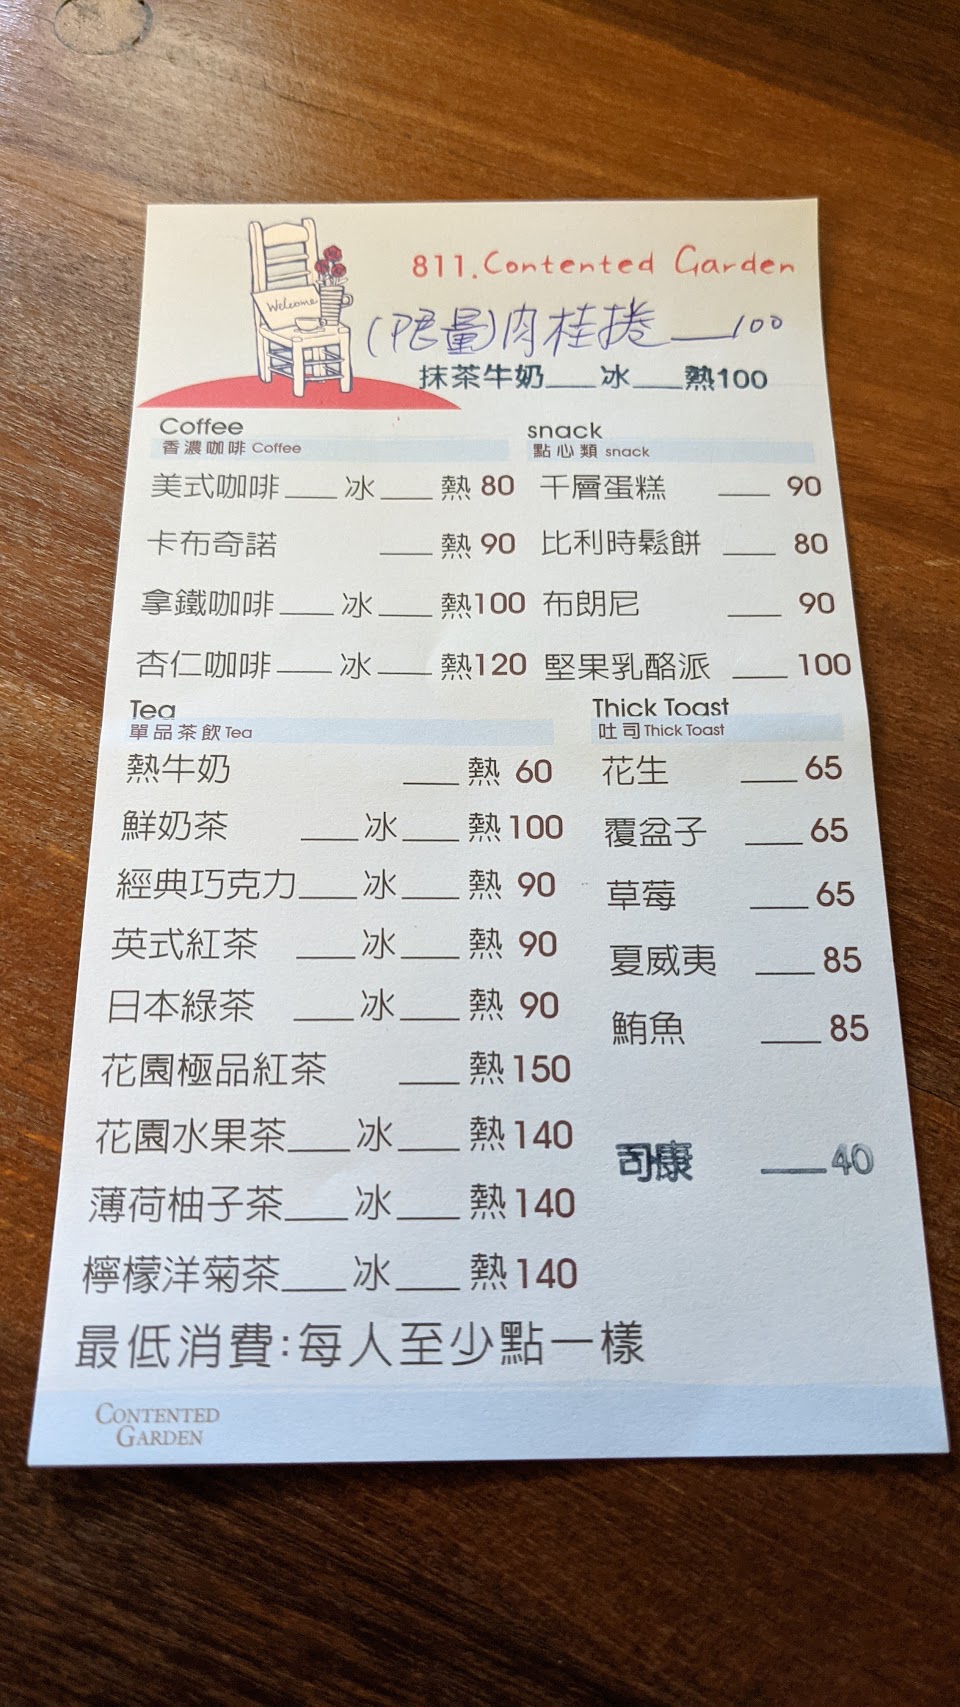 Welcome
811.Contented Garden
(限量)肉桂捲___100
抹茶牛奶___冰___熱100
Coffee
香濃咖啡 Coffee
美式咖啡___冰___熱 80
卡布奇諾 ___熱 90
拿鐵咖啡___冰___熱100
杏仁咖啡___冰___熱120
snack
點心類 snack
千層蛋糕 ___ 90
比利時鬆餅 ___ 80
布朗尼 ___ 90
堅果乳酪派 ___ 100
Tea
單品茶飲 Tea
熱牛奶 ___熱 60
鮮奶茶 ___冰___熱100
經典巧克力___冰___熱 90
英式紅茶 ___冰___熱 90
日本綠茶 ___冰___熱 90
花園極品紅茶 ___熱150
花園水果茶___冰___熱140
薄荷柚子茶___冰___熱140
檸檬洋菊茶___冰___熱140
Thick Toast
吐司 Thick Toast
花生 ___65
覆盆子 ___65
草莓 ___65
夏威夷 ___85
鮪魚 ___85
司康 ___40
最低消費:每人至少點一樣
CONTENTED
GARDEN